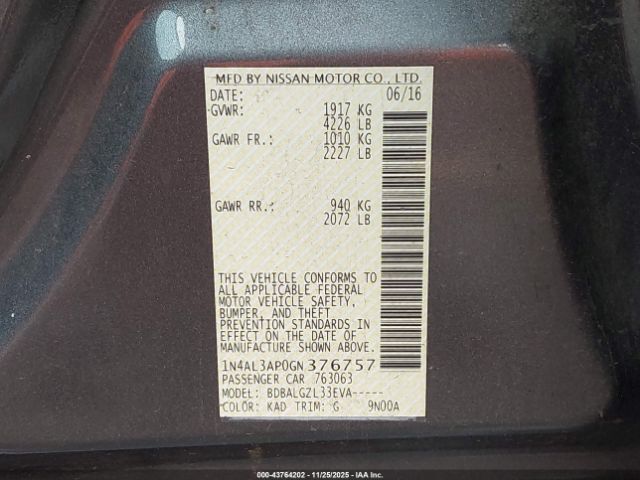 MFD BY NISSAN MOTOR CO., LTD.
DATE: 06/16
GVWR: 1917 KG
4226 LB
GAWR FR.: 1010 KG
2227 LB
GAWR RR.: 940 KG
2072 LB
THIS VEHICLE CONFORMS TO
ALL APPLICABLE FEDERAL
MOTOR VEHICLE SAFETY,
BUMPER, AND THEFT
PREVENTION STANDARDS IN
EFFECT ON THE DATE OF
MANUFACTURE SHOWN ABOVE.
1N4AL3AP0GN376757
PASSENGER CAR 763063
MODEL: BDBALGZL33EVA-----
COLOR: KAD TRIM: G 9N00A
000-43764202 - 11/25/2025 - IAA Inc.